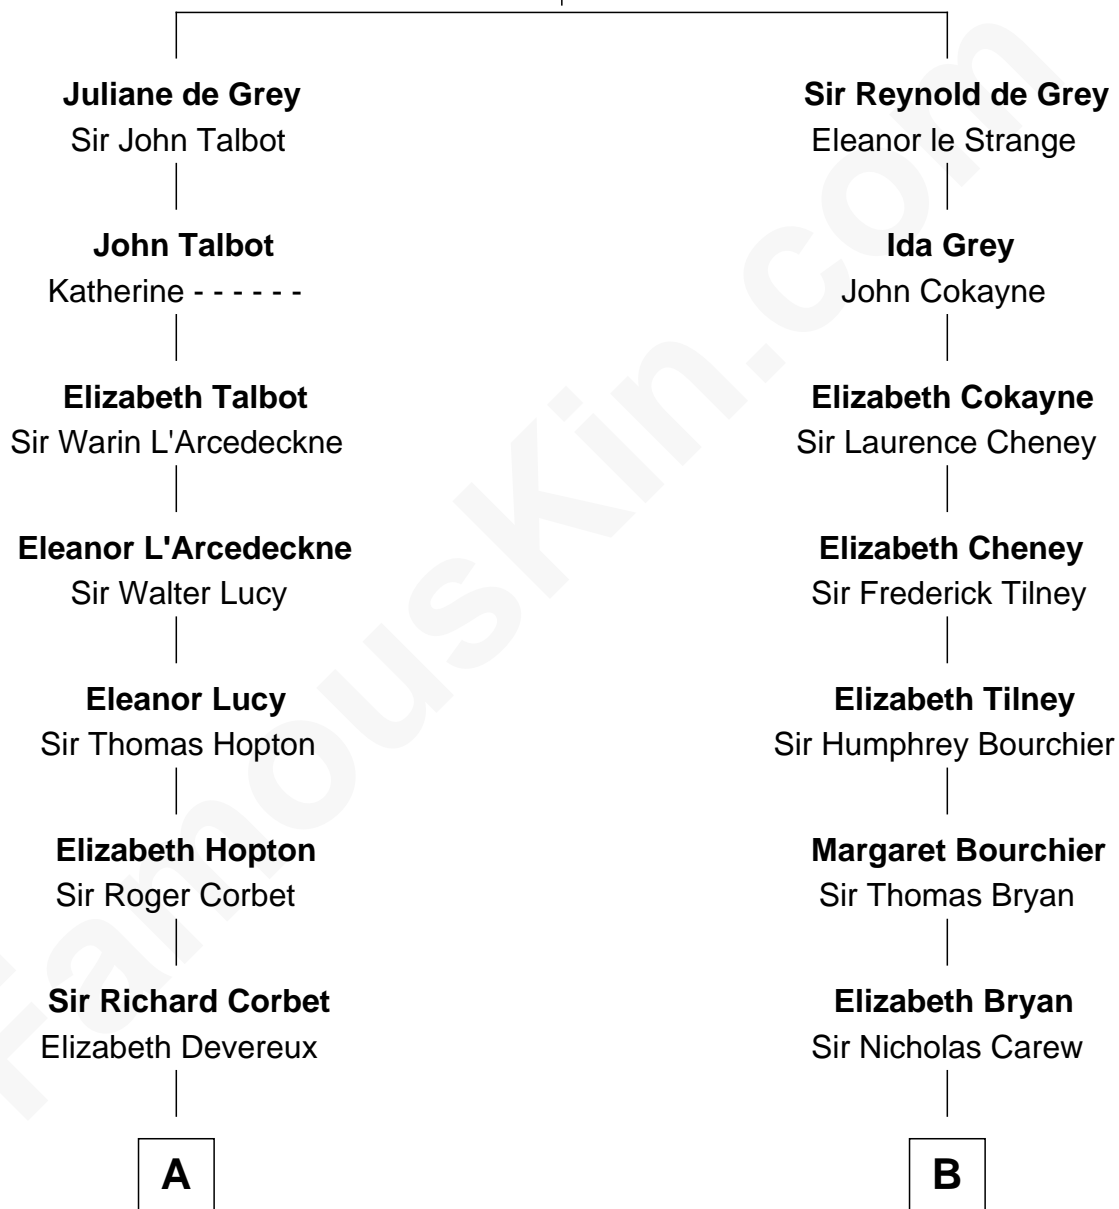 Juliane de Grey
Sir John Talbot
John Talbot
Katherine - - - - - -
Elizabeth Talbot
Sir Warin L'Arcedeckne
Eleanor L'Arcedeckne
Sir Walter Lucy
Eleanor Lucy
Sir Thomas Hopton
Elizabeth Hopton
Sir Roger Corbet
Sir Richard Corbet
Elizabeth Devereux
A
Sir Reynold de Grey
Eleanor le Strange
Ida Grey
John Cokayne
Elizabeth Cokayne
Sir Laurence Cheney
Elizabeth Cheney
Sir Frederick Tilney
Elizabeth Tilney
Sir Humphrey Bourchier
Margaret Bourchier
Sir Thomas Bryan
Elizabeth Bryan
Sir Nicholas Carew
B
FamousKin.com